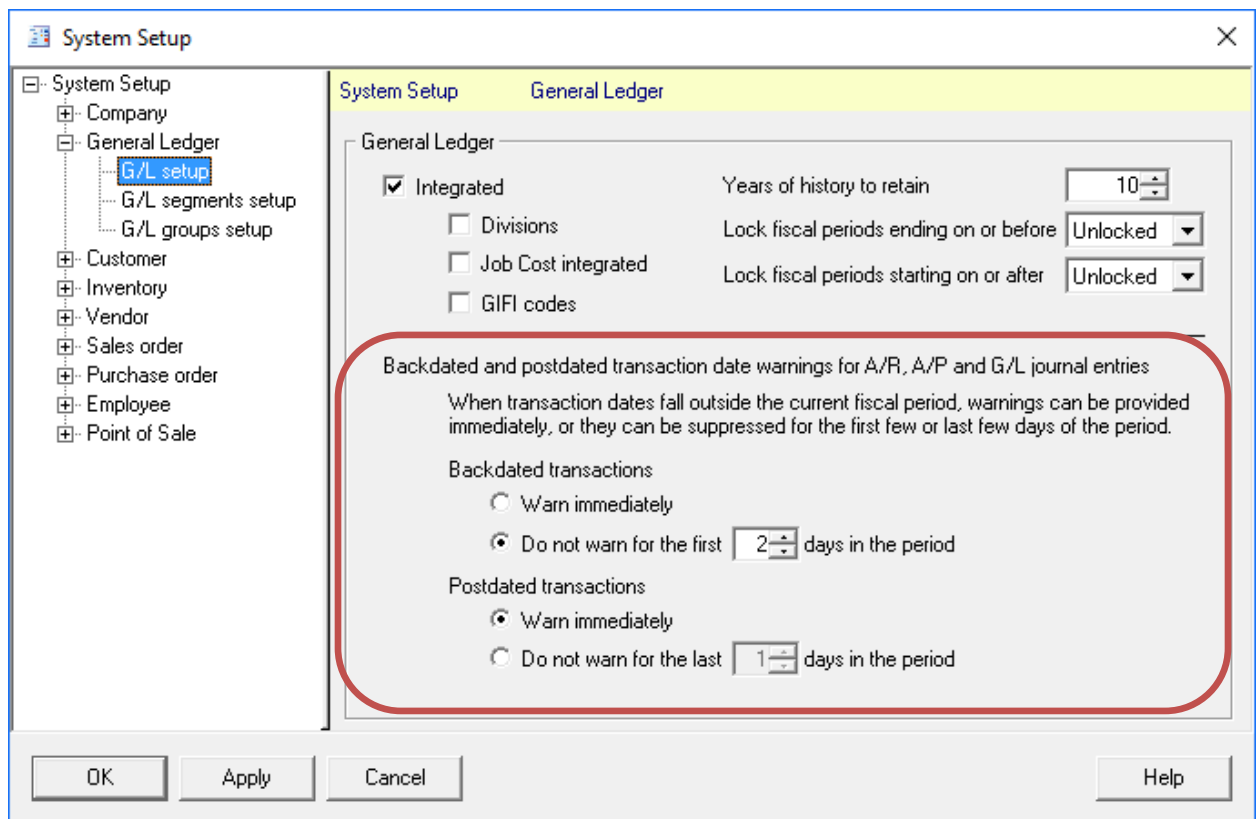 System Setup
System Setup
Company
General Ledger
G/L setup
G/L segments setup
G/L groups setup
Customer
Inventory
Vendor
Sales order
Purchase order
Employee
Point of Sale
System Setup General Ledger
General Ledger
Integrated
Divisions
Job Cost integrated
GIFI codes
Years of history to retain 10
Lock fiscal periods ending on or before Unlocked
Lock fiscal periods starting on or after Unlocked
Backdated and postdated transaction date warnings for A/R, A/P and G/L journal entries
When transaction dates fall outside the current fiscal period, warnings can be provided
immediately, or they can be suppressed for the first few or last few days of the period.
Backdated transactions
Warn immediately
Do not warn for the first 2 days in the period
Postdated transactions
Warn immediately
Do not warn for the last 1 days in the period
OK Apply Cancel Help